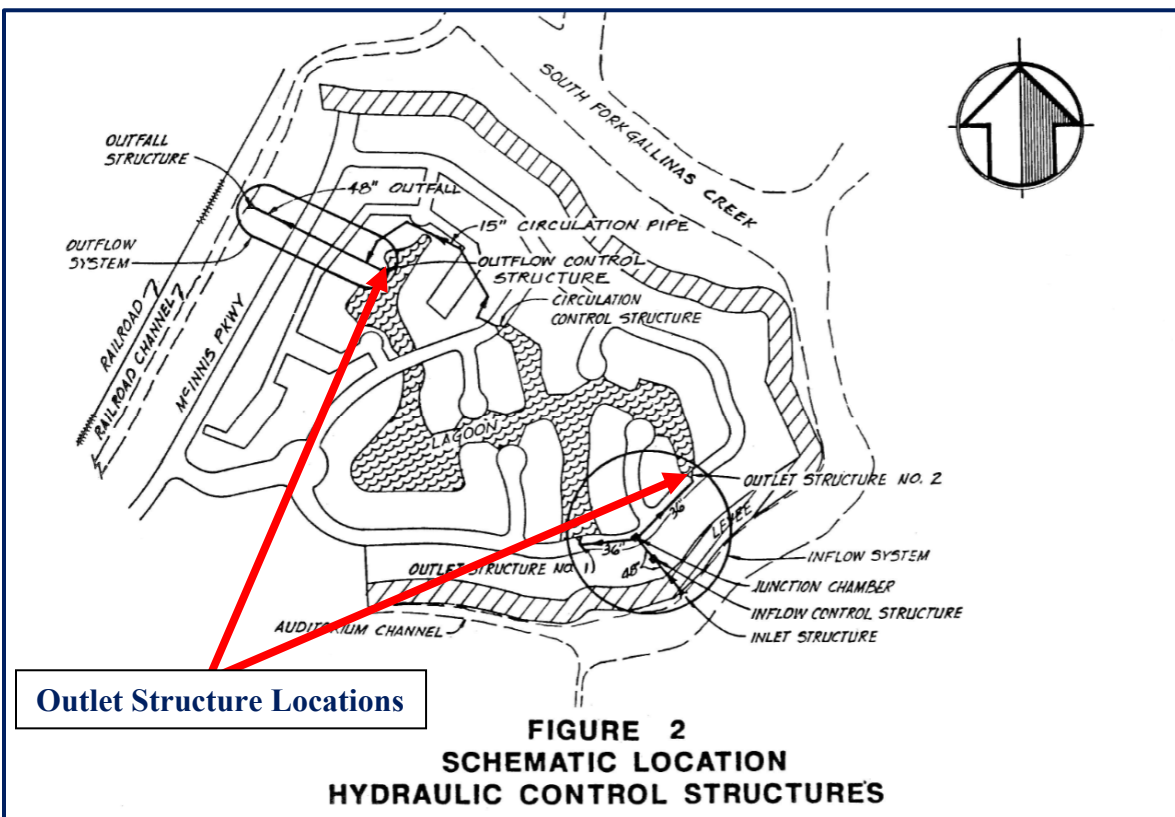 SOUTH FORK GALLINAS CREEK
OUTFALL
STRUCTURE
48" OUTFALL
15" CIRCULATION PIPE
OUTFLOW
SYSTEM
OUTFLOW CONTROL
STRUCTURE
CIRCULATION
CONTROL STRUCTURE
RAILROAD
RAILROAD CHANNEL
McINNIS PKWY
LAGOON
OUTLET STRUCTURE NO. 2
36"
LEVEE
INFLOW SYSTEM
36"
OUTLET STRUCTURE NO. 1
48"
JUNCTION CHAMBER
INFLOW CONTROL STRUCTURE
INLET STRUCTURE
AUDITORIUM CHANNEL
Outlet Structure Locations
FIGURE 2
SCHEMATIC LOCATION
HYDRAULIC CONTROL STRUCTURES